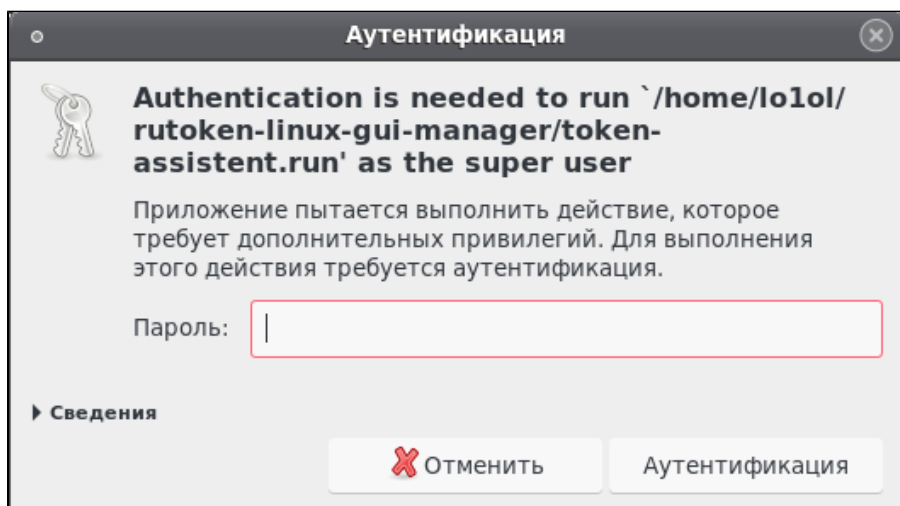 Аутентификация
Authentication is needed to run `/home/lo1ol/
rutoken-linux-gui-manager/token-
assistent.run' as the super user
Приложение пытается выполнить действие, которое
требует дополнительных привилегий. Для выполнения
этого действия требуется аутентификация.
Пароль:
Сведения
Отменить
Аутентификация